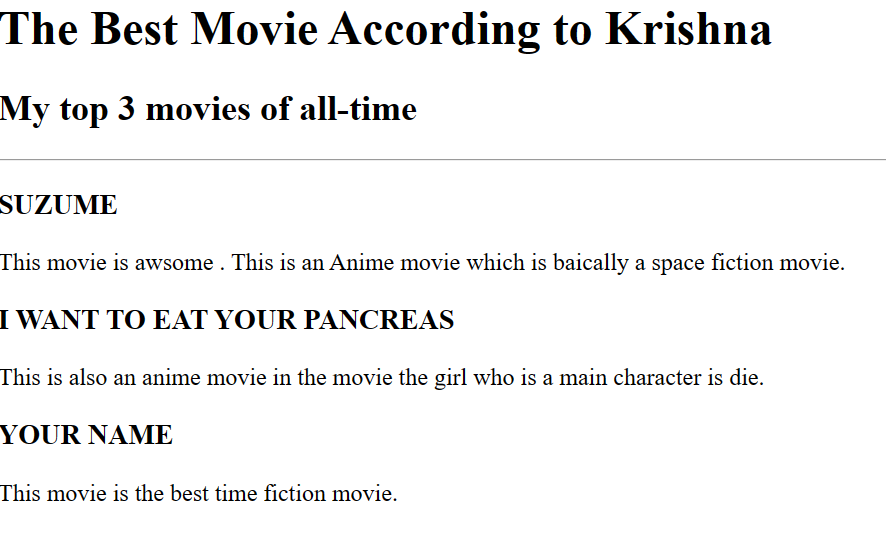 The Best Movie According to Krishna
My top 3 movies of all-time
SUZUME
This movie is awsome . This is an Anime movie which is baically a space fiction movie.
I WANT TO EAT YOUR PANCREAS
This is also an anime movie in the movie the girl who is a main character is die.
YOUR NAME
This movie is the best time fiction movie.